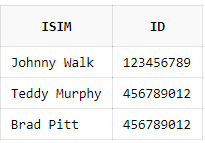 ISIM ID
Johnny Walk 123456789
Teddy Murphy 456789012
Brad Pitt 456789012